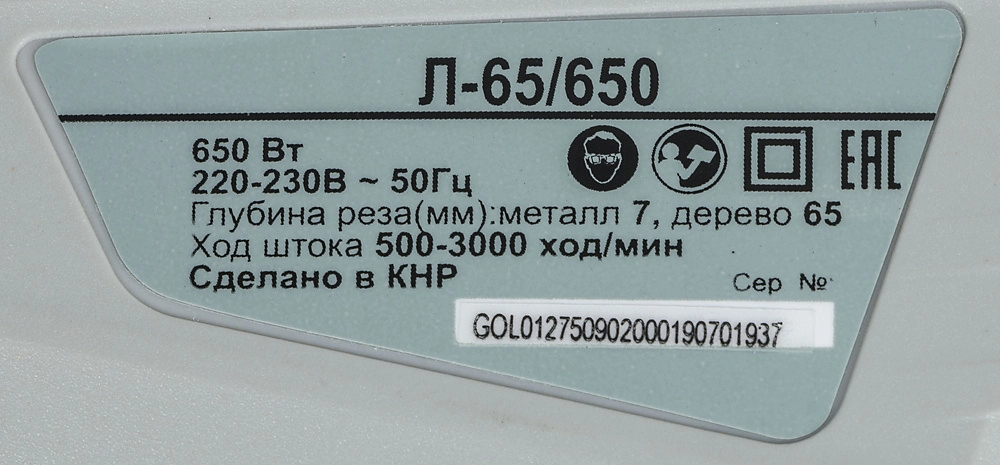 Л-65/650
650 Вт
220-230В ~ 50Гц
Глубина реза(мм):металл 7, дерево 65
Ход штока 500-3000 ход/мин
Сделано в КНР
EAC
Сер №
GOL012750902000190701937